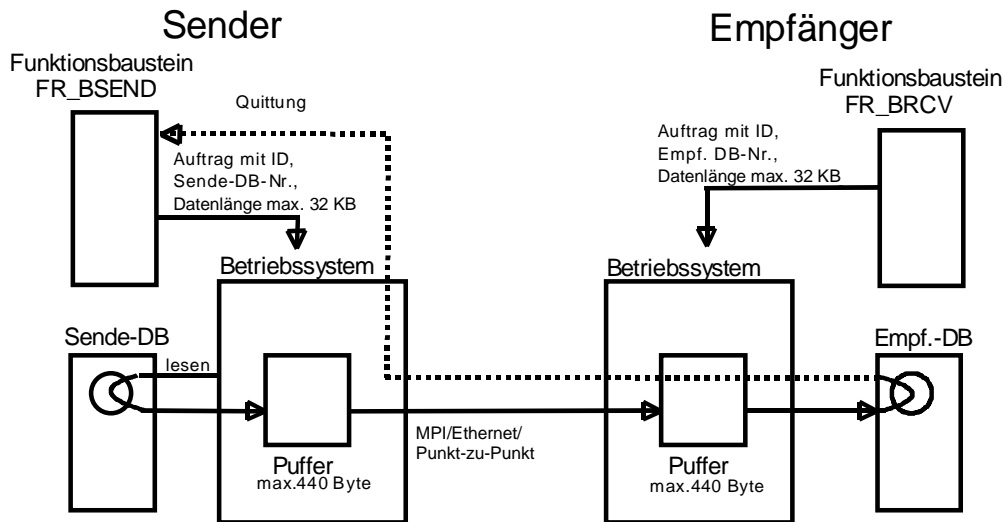 Sender
Empfänger
Funktionsbaustein
FR_BSEND
Funktionsbaustein
FR_BRCV
Quittung
Auftrag mit ID,
Sende-DB-Nr.,
Datenlänge max. 32 KB
Auftrag mit ID,
Empf. DB-Nr.,
Datenlänge max. 32 KB
Betriebssystem
Betriebssystem
Sende-DB
lesen
Empf.-DB
MPI/Ethernet/
Punkt-zu-Punkt
Puffer
max.440 Byte
Puffer
max.440 Byte